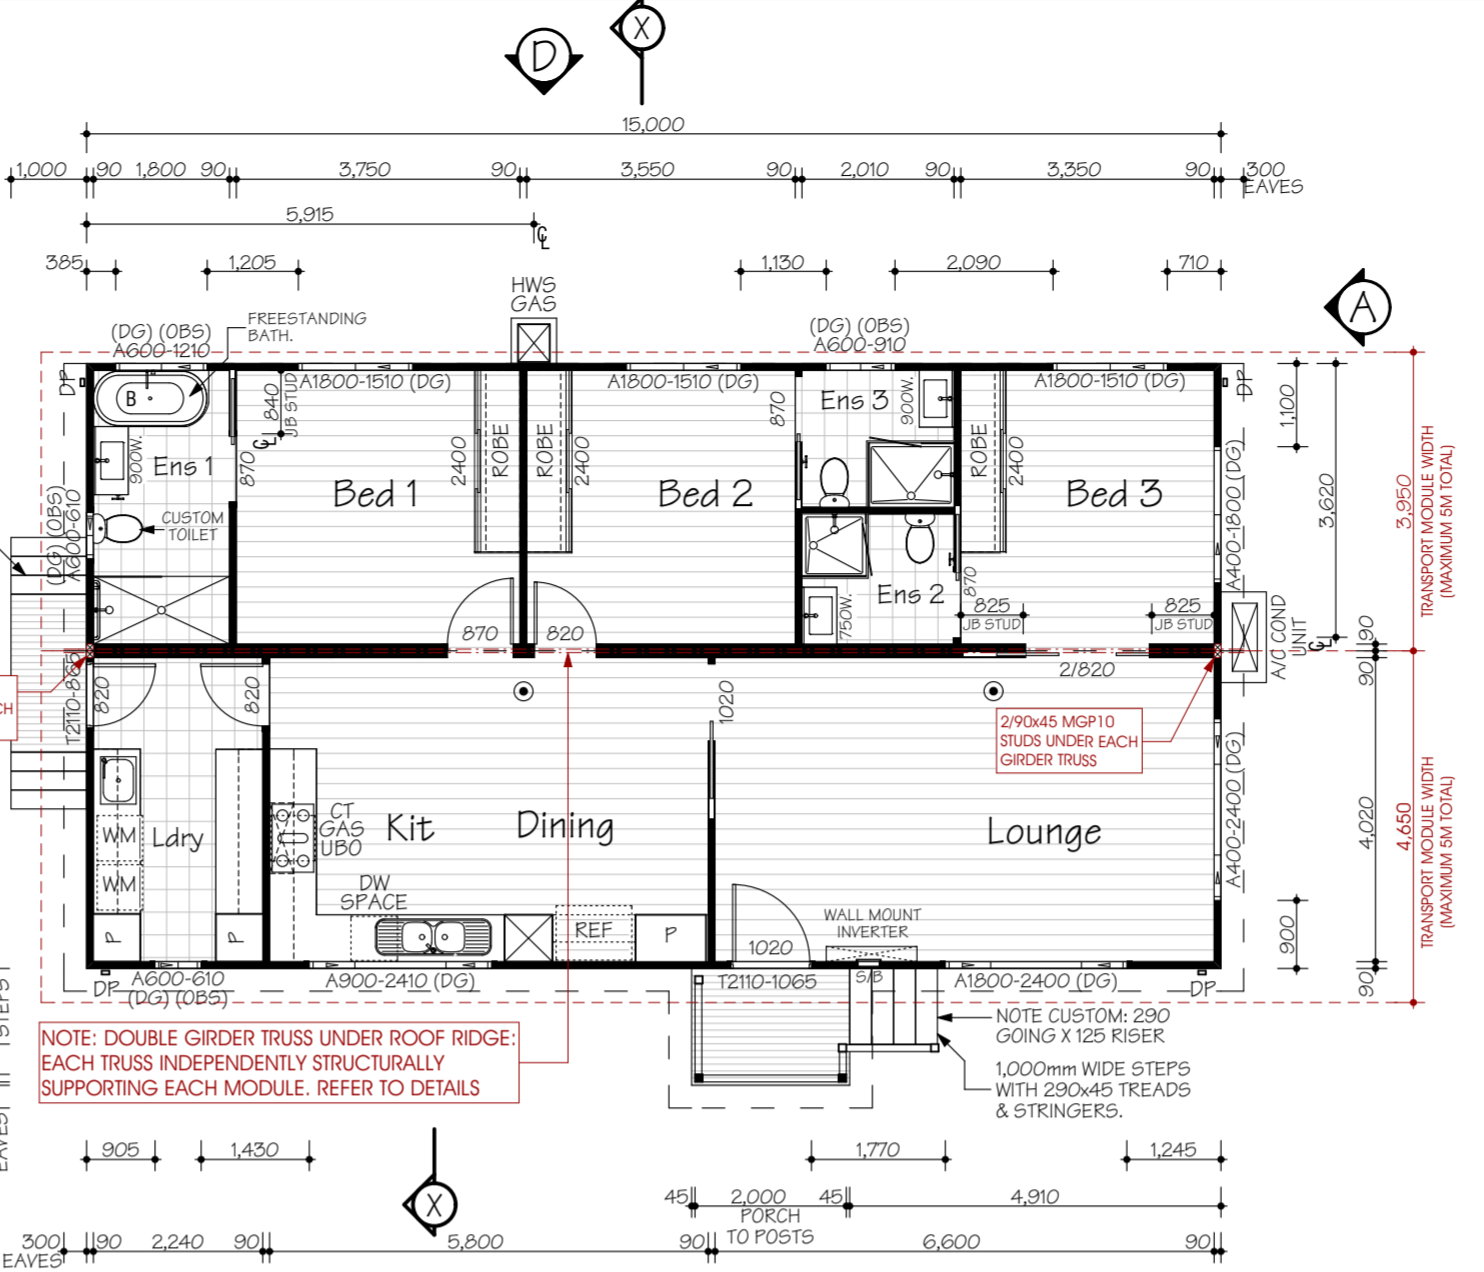 D
X
15,000
1,000
90
1,800
90
3,750
90
3,550
90
2,010
90
3,350
90
300
EAVES
5,915
℄
385
1,205
1,130
2,090
710
HWS
GAS
A
(DG) (OBS)
A600-1210
FREESTANDING
BATH.
(DG) (OBS)
A600-910
DP
A1800-1510 (DG)
A1800-1510 (DG)
A1800-1510 (DG)
DP
B
840
JB STUD
℄
870
900W.
Ens 3
900W.
870
Ens 1
2400
ROBE
ROBE
2400
ROBE
2400
Bed 1
Bed 2
Bed 3
1,100
3,620
A400-1800 (DG)
3,950
TRANSPORT MODULE WIDTH
(MAXIMUM 5M TOTAL)
(DG) (OBS)
A600-610
CUSTOM
TOILET
Ens 2
750W.
870
825
JB STUD
825
JB STUD
A/C COND
UNIT
℄
90
90
870
820
2/820
T2110-865
820
820
1020
CH
2/90x45 MGP10
STUDS UNDER EACH
GIRDER TRUSS
WM
WM
Ldry
CT
GAS
UBO
Kit
Dining
Lounge
A400-2400 (DG)
4,020
4,650
TRANSPORT MODULE WIDTH
(MAXIMUM 5M TOTAL)
DW
SPACE
P
P
REF
P
1020
WALL MOUNT
INVERTER
900
90
DP
A600-610
(DG) (OBS)
A900-2410 (DG)
T2110-1065
S/B
A1800-2400 (DG)
DP
NOTE: DOUBLE GIRDER TRUSS UNDER ROOF RIDGE:
EACH TRUSS INDEPENDENTLY STRUCTURALLY
SUPPORTING EACH MODULE. REFER TO DETAILS
NOTE CUSTOM: 290
GOING X 125 RISER
1,000mm WIDE STEPS
WITH 290x45 TREADS
& STRINGERS.
905
1,430
1,770
1,245
X
45
2,000
45
4,910
PORCH
TO POSTS
300
EAVES
90
2,240
90
5,800
90
6,600
90